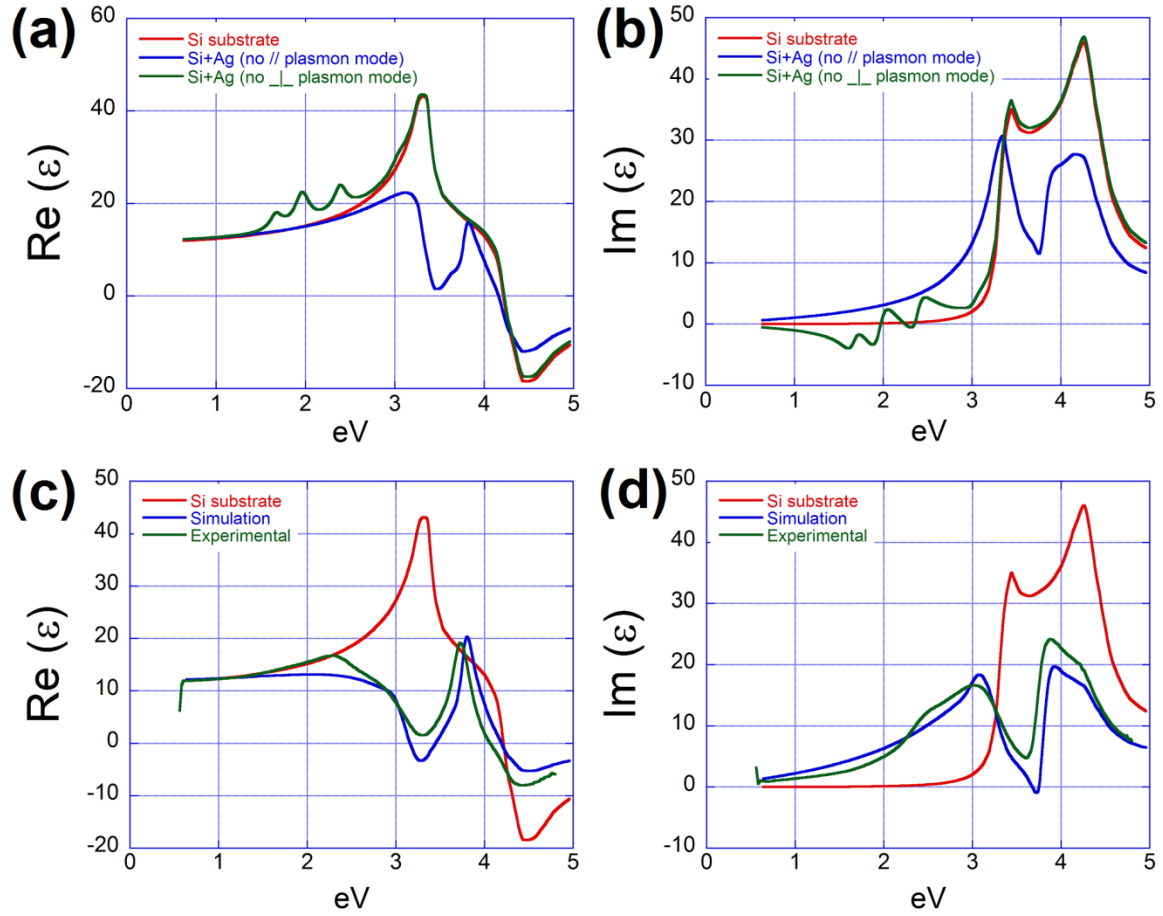 (a)
60
40
20
0
-20
Re (ε)
Si substrate
Si+Ag (no // plasmon mode)
Si+Ag (no _|_ plasmon mode)
0 1 2 3 4 5
eV
(b)
50
40
30
20
10
0
-10
Im (ε)
Si substrate
Si+Ag (no // plasmon mode)
Si+Ag (no _|_ plasmon mode)
0 1 2 3 4 5
eV
(c)
50
40
30
20
10
0
-10
-20
Re (ε)
Si substrate
Simulation
Experimental
0 1 2 3 4 5
eV
(d)
50
40
30
20
10
0
-10
Im (ε)
Si substrate
Simulation
Experimental
0 1 2 3 4 5
eV